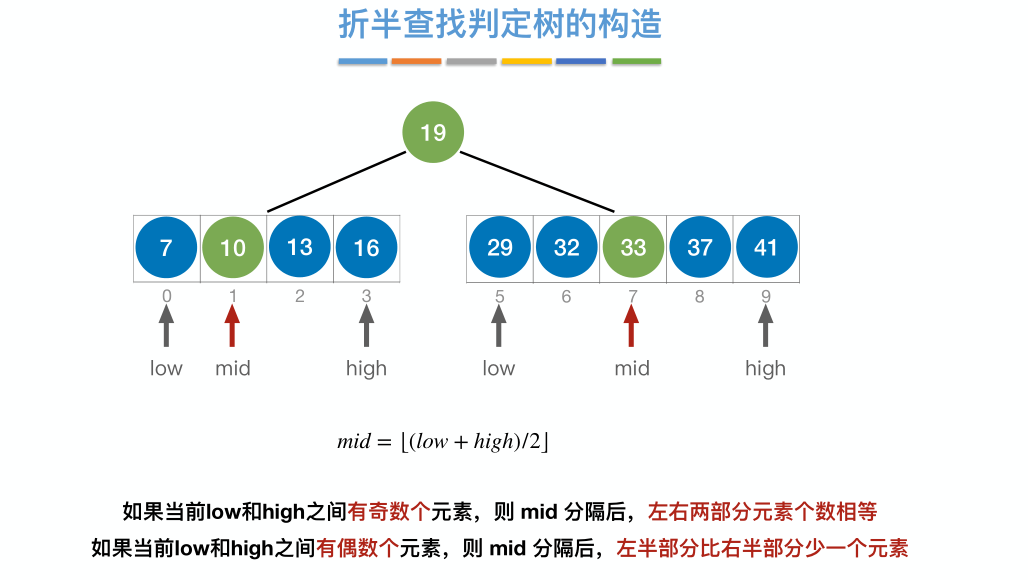 折半查找判定树的构造
19
7 10 13 16 29 32 33 37 41
0 1 2 3 5 6 7 8 9
low mid high low mid high
mid = ⌊(low + high)/2⌋
如果当前low和high之间有奇数个元素，则 mid 分隔后，左右两部分元素个数相等
如果当前low和high之间有偶数个元素，则 mid 分隔后，左半部分比右半部分少一个元素